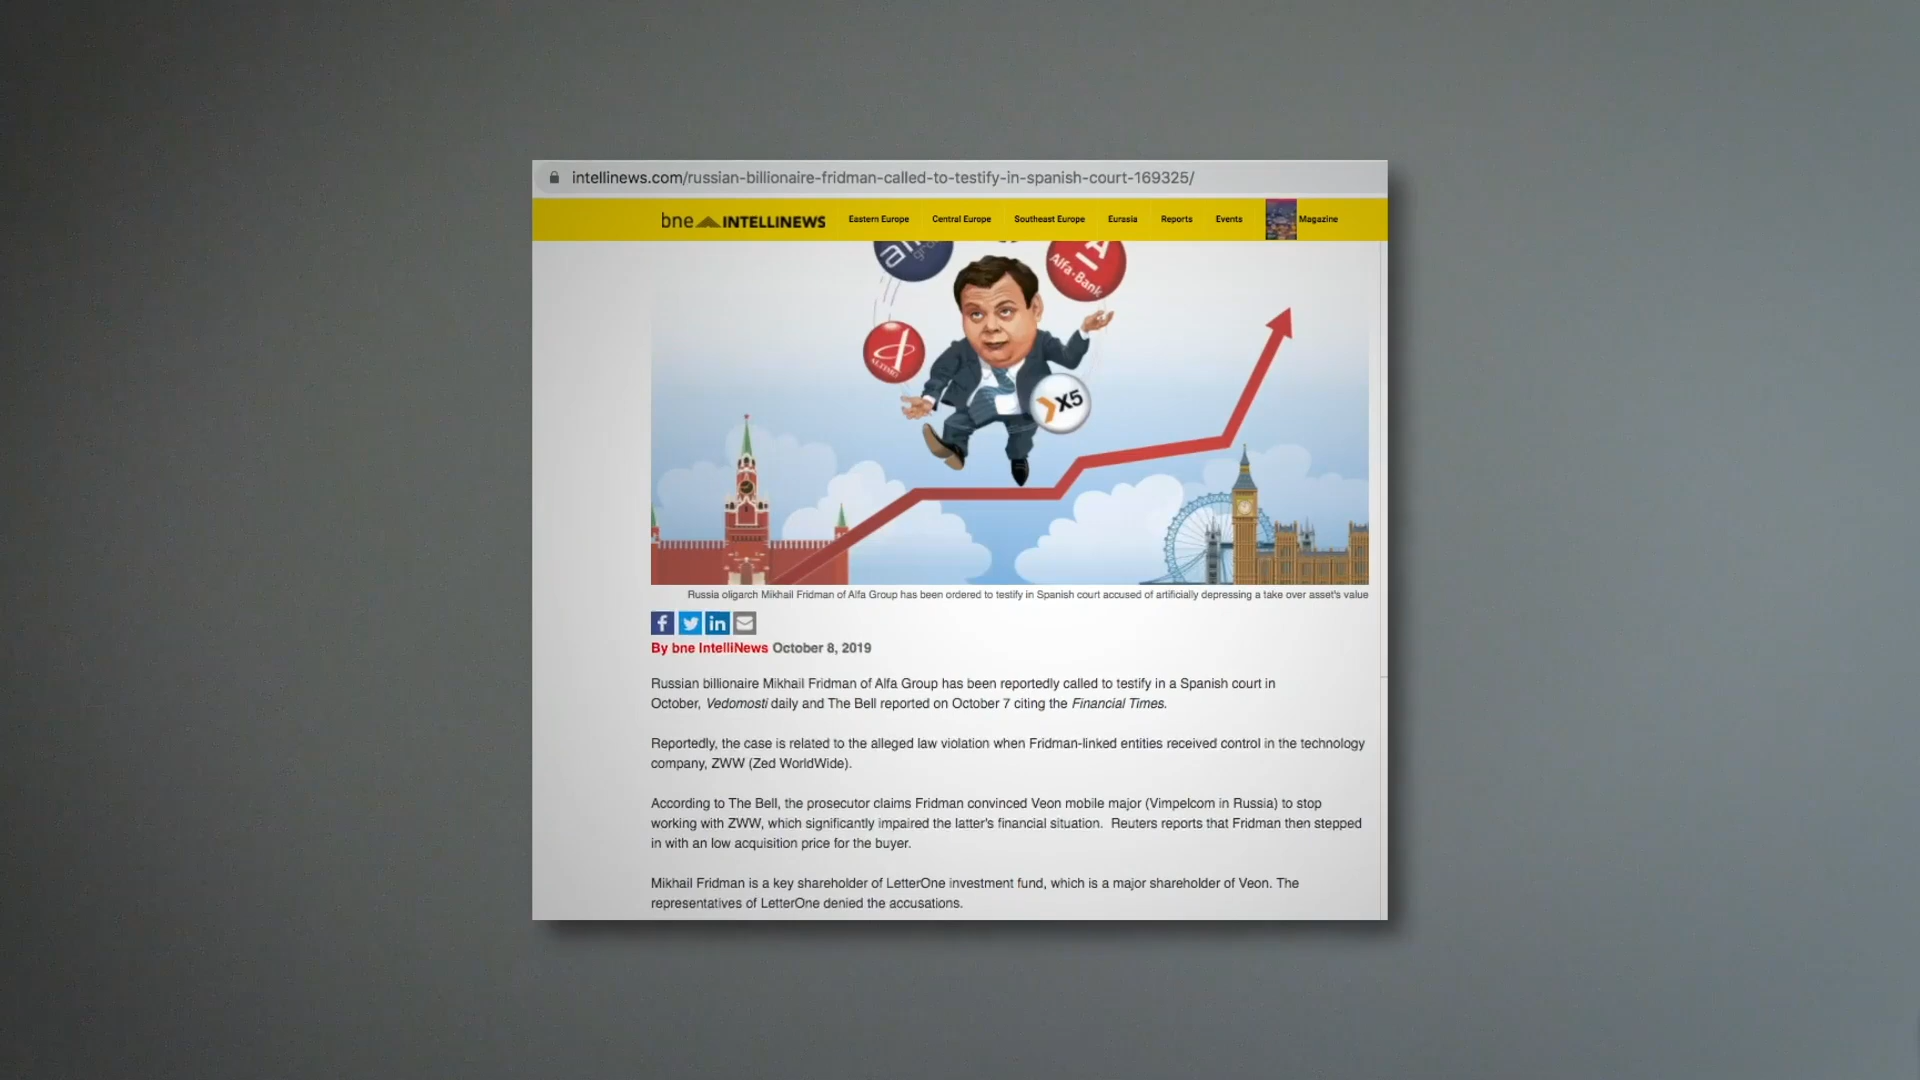 intellinews.com/russian-billionaire-fridman-called-to-testify-in-spanish-court-169325/
bne INTELLINEWS Eastern Europe Central Europe Southeast Europe Eurasia Reports Events Magazine
Alfa·Bank
ALTIMO
X5
Russia oligarch Mikhail Fridman of Alfa Group has been ordered to testify in Spanish court accused of artificially depressing a take over asset's value
By bne IntelliNews October 8, 2019
Russian billionaire Mikhail Fridman of Alfa Group has been reportedly called to testify in a Spanish court in
October, Vedomosti daily and The Bell reported on October 7 citing the Financial Times.
Reportedly, the case is related to the alleged law violation when Fridman-linked entities received control in the technology
company, ZWW (Zed WorldWide).
According to The Bell, the prosecutor claims Fridman convinced Veon mobile major (Vimpelcom in Russia) to stop
working with ZWW, which significantly impaired the latter's financial situation.  Reuters reports that Fridman then stepped
in with an low acquisition price for the buyer.
Mikhail Fridman is a key shareholder of LetterOne investment fund, which is a major shareholder of Veon. The
representatives of LetterOne denied the accusations.